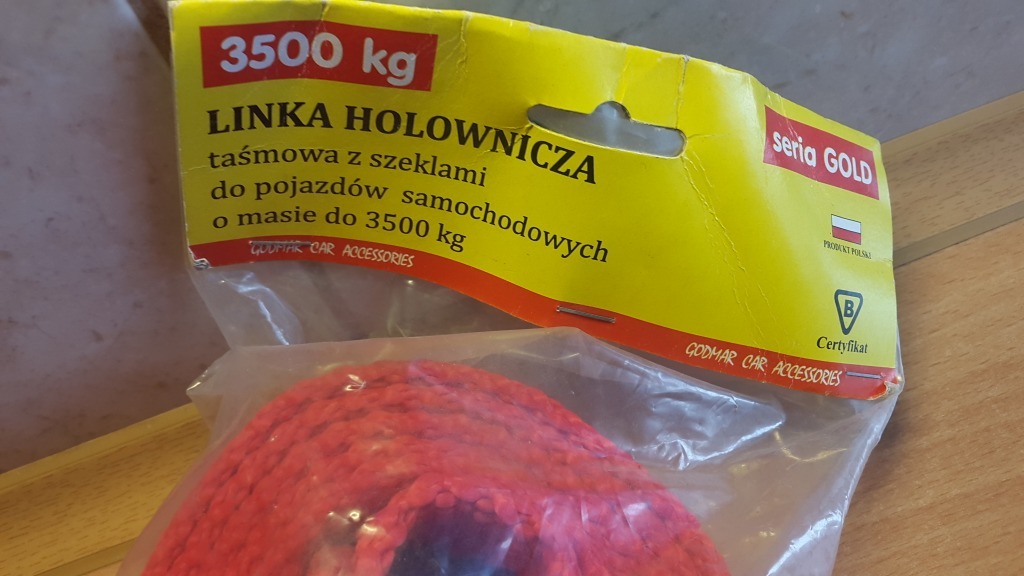 3500 kg
LINKA HOLOWNICZA
taśmowa z szeklami
do pojazdów samochodowych
o masie do 3500 kg
GODMAR CAR ACCESSORIES
seria GOLD
PRODUKT POLSKI
B
Certyfikat
GODMAR CAR ACCESSORIES